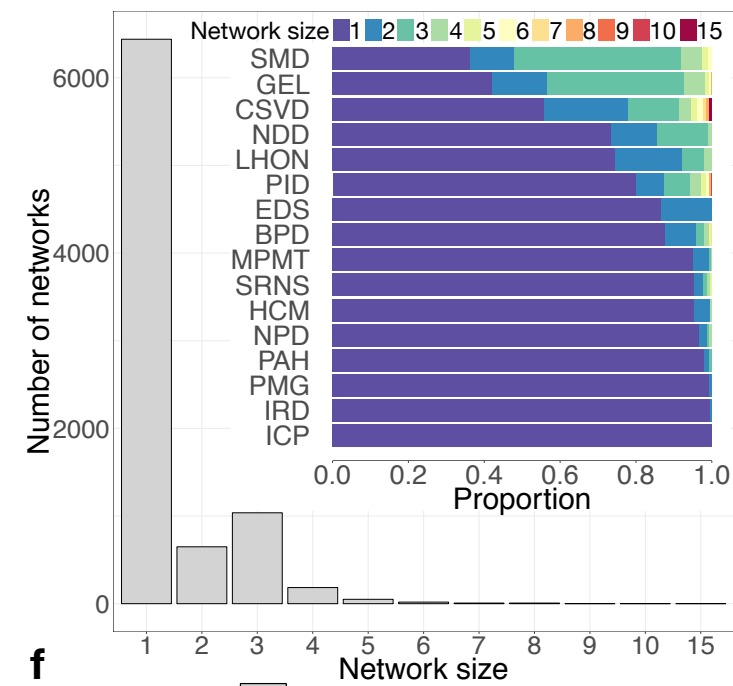 Network size 1 2 3 4 5 6 7 8 9 10 15
SMD
GEL
CSVD
NDD
LHON
PID
EDS
BPD
MPMT
SRNS
HCM
NPD
PAH
PMG
IRD
ICP
0.0 0.2 0.4 0.6 0.8 1.0
Proportion
Number of networks
6000
4000
2000
0
1 2 3 4 5 6 7 8 9 10 15
Network size
f